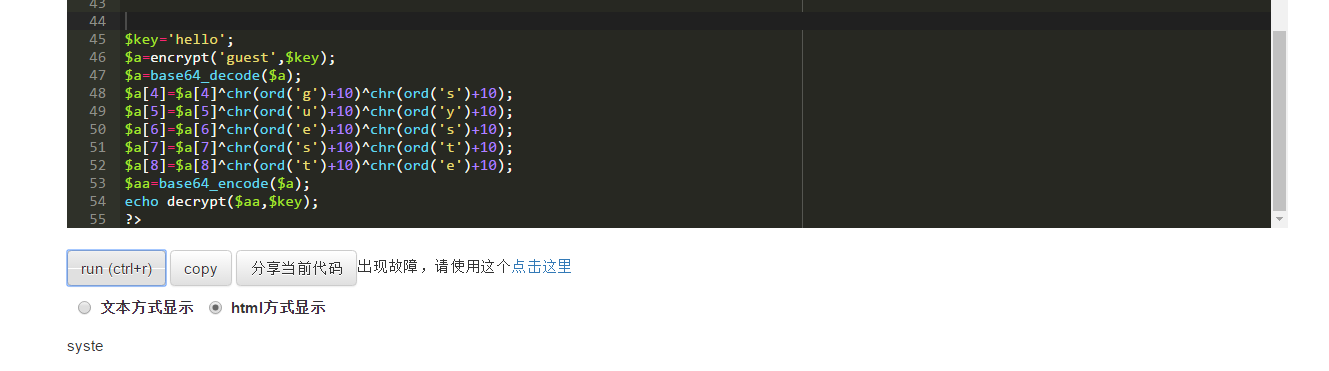 43
44
45 $key='hello';
46 $a=encrypt('guest',$key);
47 $a=base64_decode($a);
48 $a[4]=$a[4]^chr(ord('g')+10)^chr(ord('s')+10);
49 $a[5]=$a[5]^chr(ord('u')+10)^chr(ord('y')+10);
50 $a[6]=$a[6]^chr(ord('e')+10)^chr(ord('s')+10);
51 $a[7]=$a[7]^chr(ord('s')+10)^chr(ord('t')+10);
52 $a[8]=$a[8]^chr(ord('t')+10)^chr(ord('e')+10);
53 $aa=base64_encode($a);
54 echo decrypt($aa,$key);
55 ?>
run (ctrl+r) copy 分享当前代码 出现故障，请使用这个点击这里
文本方式显示 html方式显示
syste